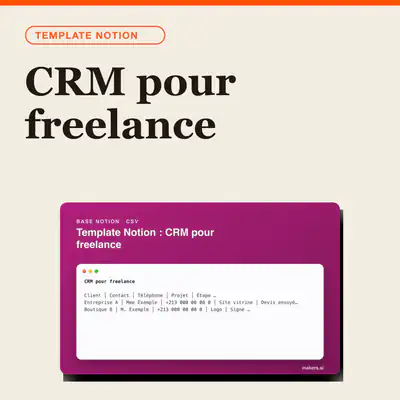 TEMPLATE NOTION
CRM pour
freelance
BASE NOTION CSV
Template Notion : CRM pour
freelance
CRM pour freelance
Client | Contact | Téléphone | Projet | Étape …
Entreprise A | Mme Exemple | +213 000 00 00 0 | Site vitrine | Devis envoyé…
Boutique B | M. Exemple | +213 000 00 00 0 | Logo | Signé …
makers.ai